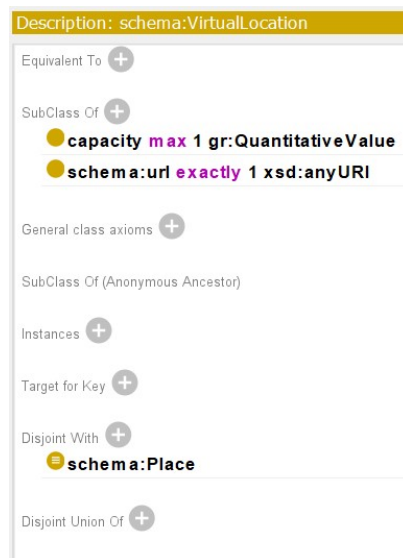 Description: schema:VirtualLocation
Equivalent To
SubClass Of
capacity max 1 gr:QuantitativeValue
schema:url exactly 1 xsd:anyURI
General class axioms
SubClass Of (Anonymous Ancestor)
Instances
Target for Key
Disjoint With
schema:Place
Disjoint Union Of